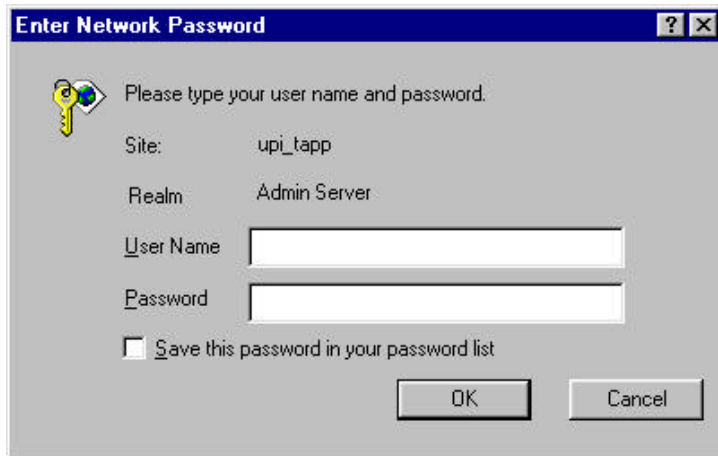 Enter Network Password
Please type your user name and password.
Site: upi_tapp
Realm Admin Server
User Name
Password
Save this password in your password list
OK Cancel